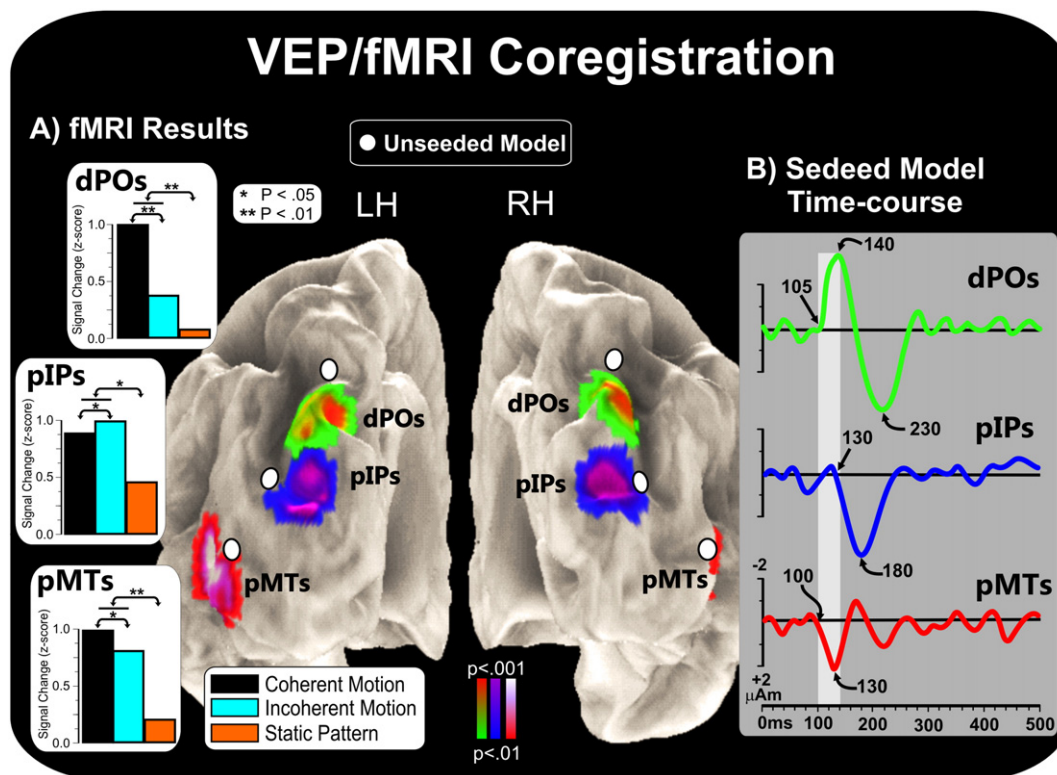 VEP/fMRI Coregistration
A) fMRI Results
Unseeded Model
* P < .05
** P < .01
LH
RH
dPOs
**
**
Signal Change (z-score)
1.0
0.5
0.0
pIPs
*
*
Signal Change (z-score)
1.0
0.5
0.0
pMTs
**
*
Signal Change (z-score)
1.0
0.5
0.0
dPOs
pIPs
pMTs
dPOs
pIPs
pMTs
Coherent Motion
Incoherent Motion
Static Pattern
p<.001
p<.01
B) Sedeed Model
Time-course
140
dPOs
105
230
130
pIPs
180
-2
100
pMTs
130
+2
µAm
0ms 100 200 300 400 500